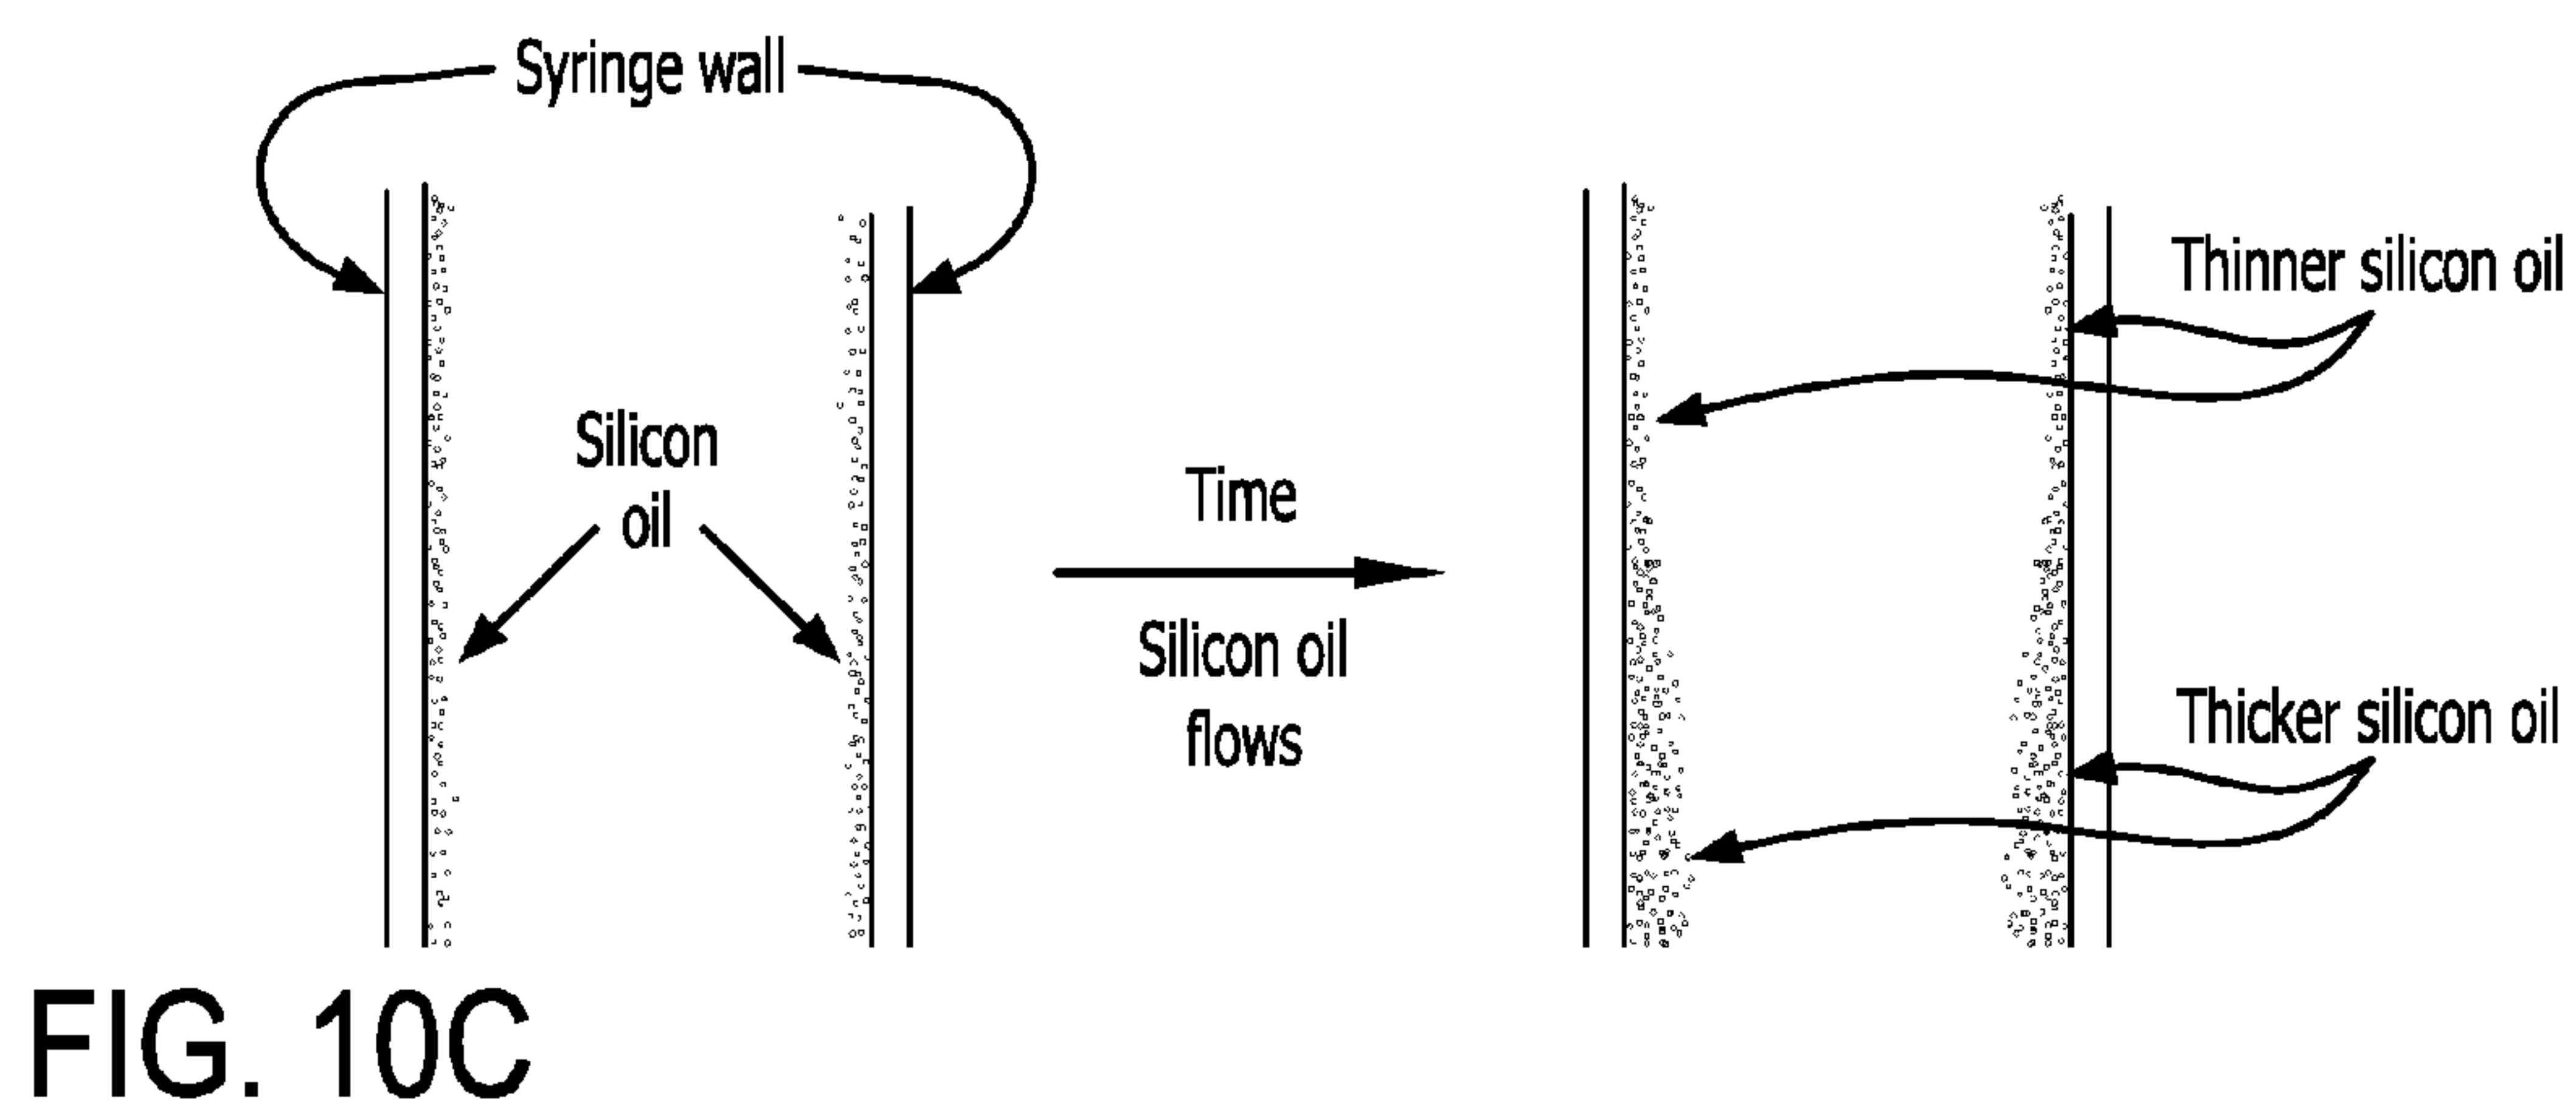 Syringe wall
Silicon
oil
Time
Silicon oil
flows
Thinner silicon oil
Thicker silicon oil
FIG. 10C